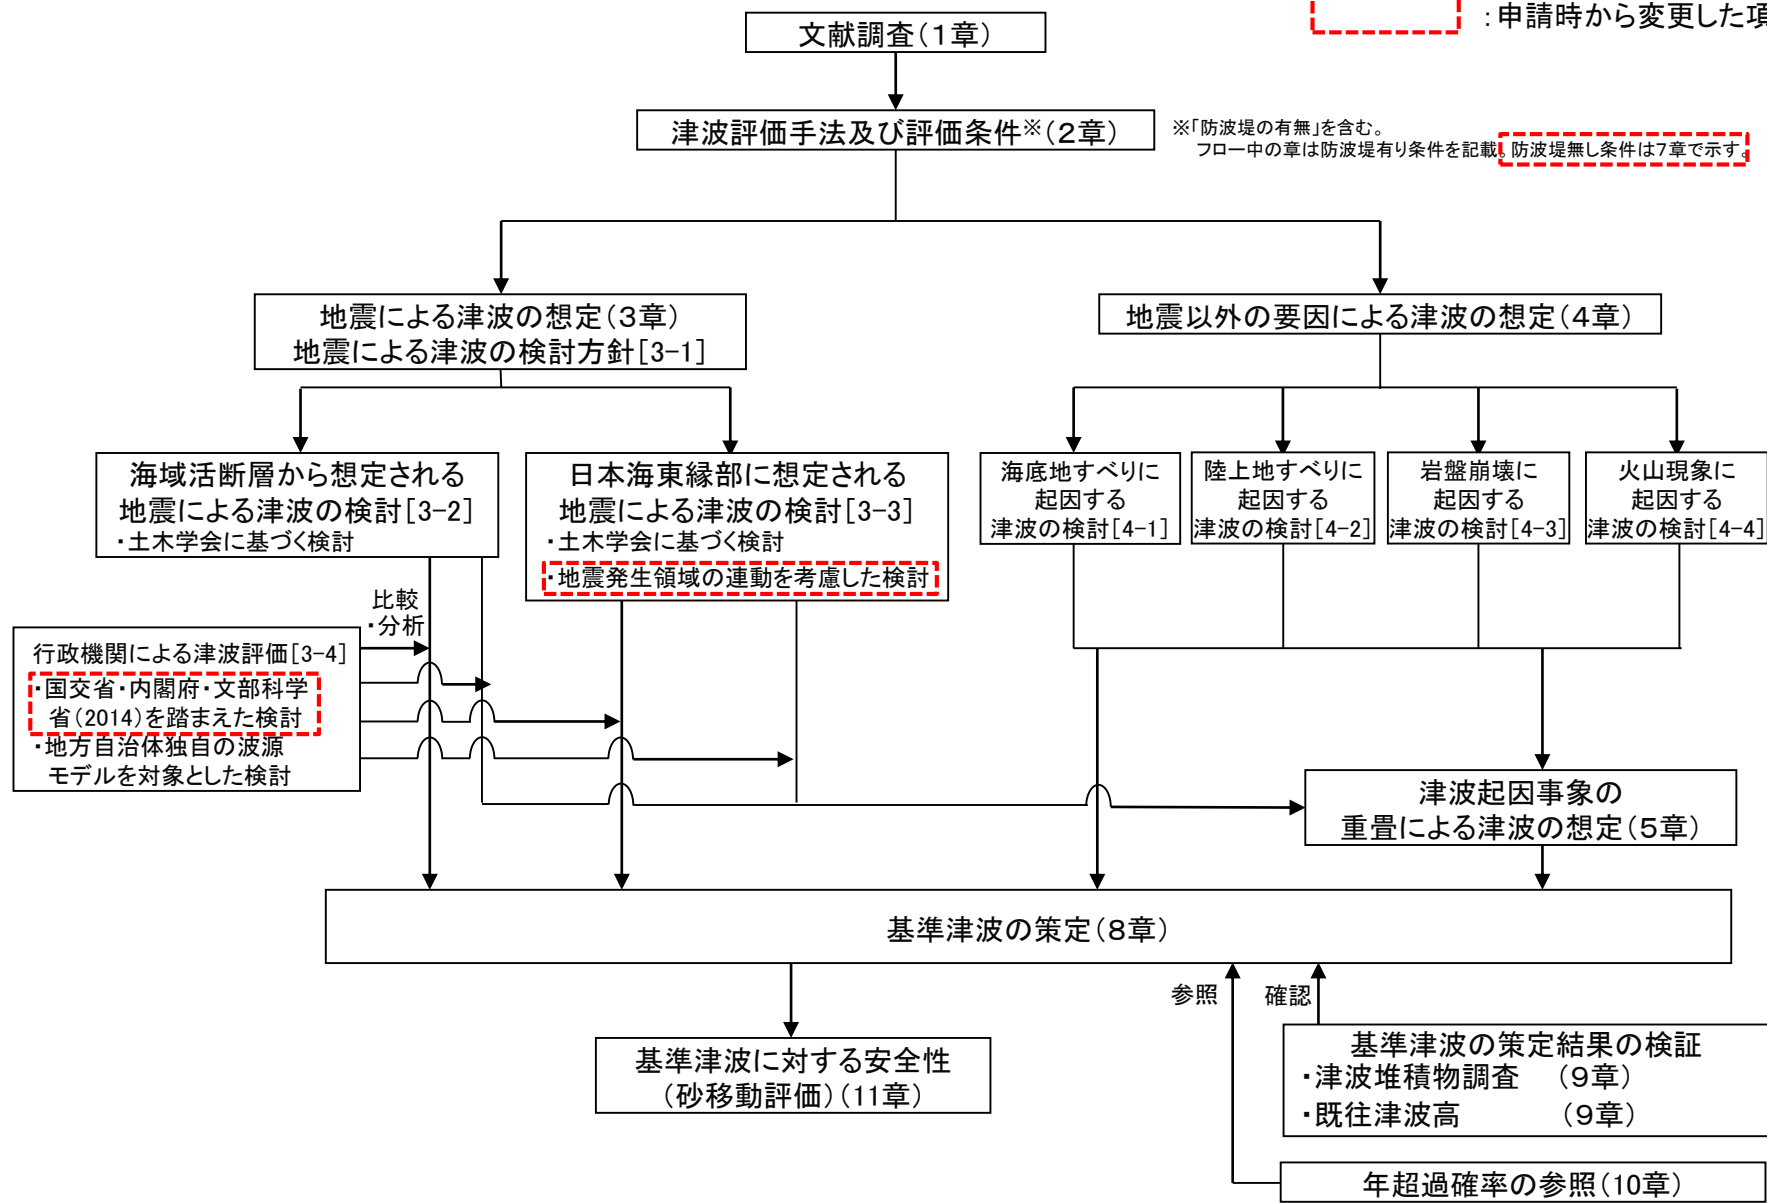 :申請時から変更した項
文献調査(1章)
津波評価手法及び評価条件※(2章)
※「防波堤の有無」を含む。
フロー中の章は防波堤有り条件を記載。防波堤無し条件は7章で示す。
地震による津波の想定(3章)
地震による津波の検討方針[3-1]
地震以外の要因による津波の想定(4章)
海域活断層から想定される
地震による津波の検討[3-2]
・土木学会に基づく検討
日本海東縁部に想定される
地震による津波の検討[3-3]
・土木学会に基づく検討
・地震発生領域の連動を考慮した検討
海底地すべりに
起因する
津波の検討[4-1]
陸上地すべりに
起因する
津波の検討[4-2]
岩盤崩壊に
起因する
津波の検討[4-3]
火山現象に
起因する
津波の検討[4-4]
比較
・分析
行政機関による津波評価[3-4]
・国交省・内閣府・文部科学
省(2014)を踏まえた検討
・地方自治体独自の波源
モデルを対象とした検討
津波起因事象の
重畳による津波の想定(5章)
基準津波の策定(8章)
参照
確認
基準津波に対する安全性
(砂移動評価)(11章)
基準津波の策定結果の検証
・津波堆積物調査 (9章)
・既往津波高 (9章)
年超過確率の参照(10章)